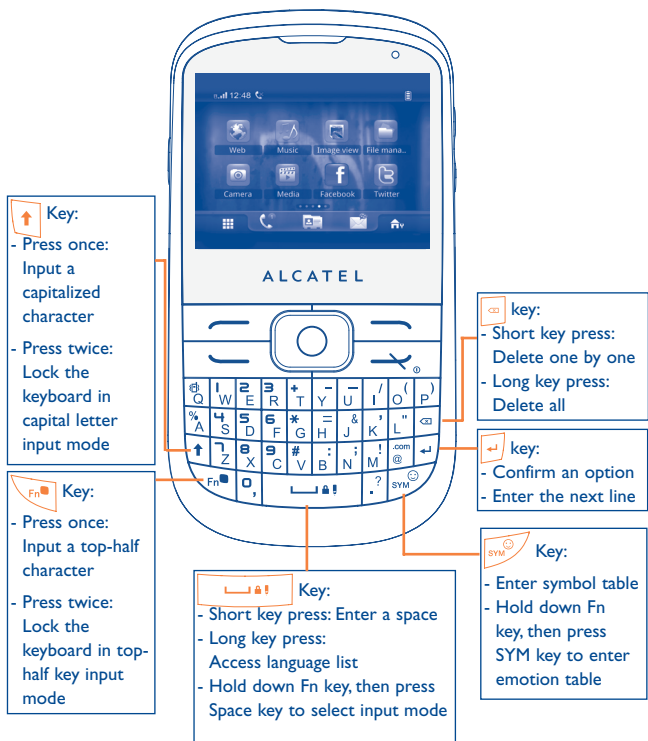 12:48
Web Music Image view File mana..
Camera Media Facebook Twitter
ALCATEL
Q W E R T Y U I O P
A S D F G H J K L
Z X C V B N M .com @
Fn 0 , . ? SYM
Key:
- Press once:
Input a
capitalized
character
- Press twice:
Lock the
keyboard in
capital letter
input mode
Fn Key:
- Press once:
Input a top-half
character
- Press twice:
Lock the
keyboard in top-
half key input
mode
Key:
- Short key press: Enter a space
- Long key press:
Access language list
- Hold down Fn key, then press
Space key to select input mode
key:
- Short key press:
Delete one by one
- Long key press:
Delete all
key:
- Confirm an option
- Enter the next line
SYM Key:
- Enter symbol table
- Hold down Fn
key, then press
SYM key to enter
emotion table